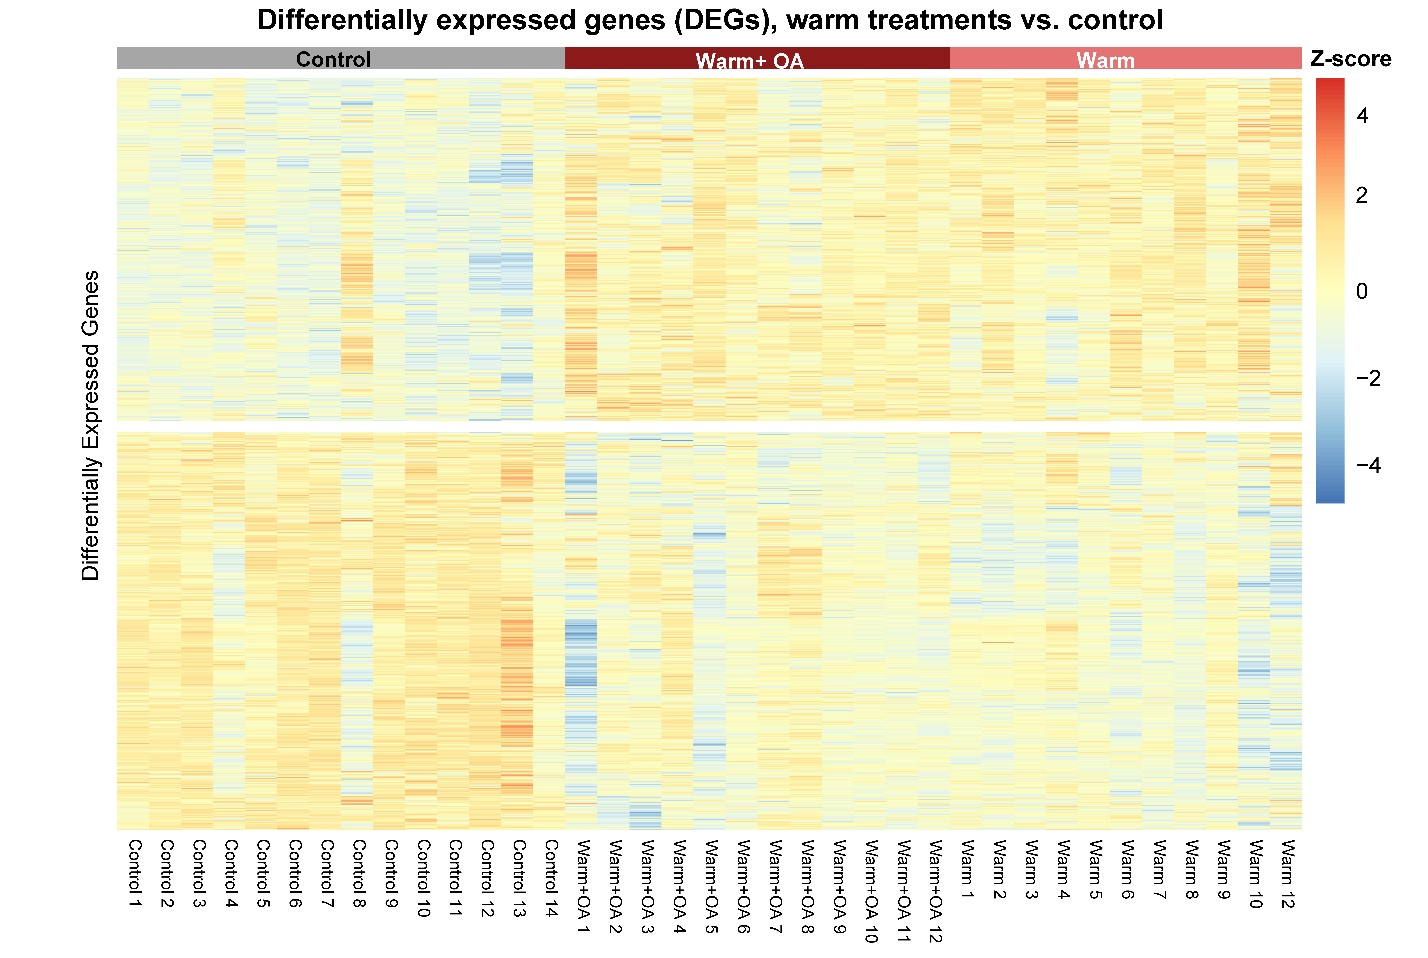 Differentially expressed genes (DEGs), warm treatments vs. control
Control
Warm+ OA
Warm
Z-score
4
2
0
−2
−4
Differentially Expressed Genes
Control 1
Control 2
Control 3
Control 4
Control 5
Control 6
Control 7
Control 8
Control 9
Control 10
Control 11
Control 12
Control 13
Control 14
Warm+OA 1
Warm+OA 2
Warm+OA 3
Warm+OA 4
Warm+OA 5
Warm+OA 6
Warm+OA 7
Warm+OA 8
Warm+OA 9
Warm+OA 10
Warm+OA 11
Warm+OA 12
Warm 1
Warm 2
Warm 3
Warm 4
Warm 5
Warm 6
Warm 7
Warm 8
Warm 9
Warm 10
Warm 12